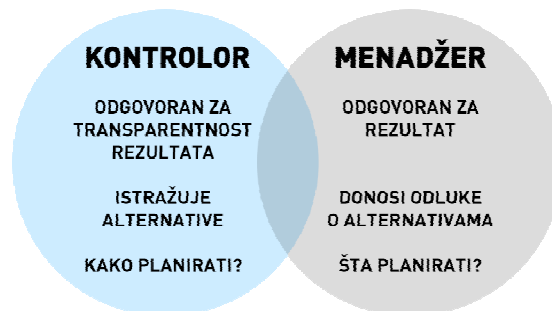 KONTROLOR
ODGOVORAN ZA
TRANSPARENTNOST
REZULTATA
ISTRAŽUJE
ALTERNATIVE
KAKO PLANIRATI?
MENADŽER
ODGOVORAN ZA
REZULTAT
DONOSI ODLUKE
O ALTERNATIVAMA
ŠTA PLANIRATI?